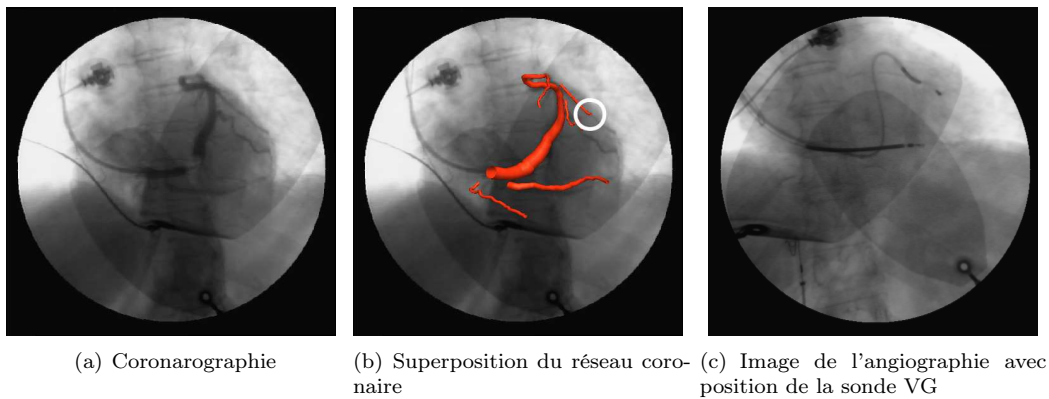 (a) Coronarographie
(b) Superposition du réseau coro-
naire
(c) Image de l'angiographie avec
position de la sonde VG